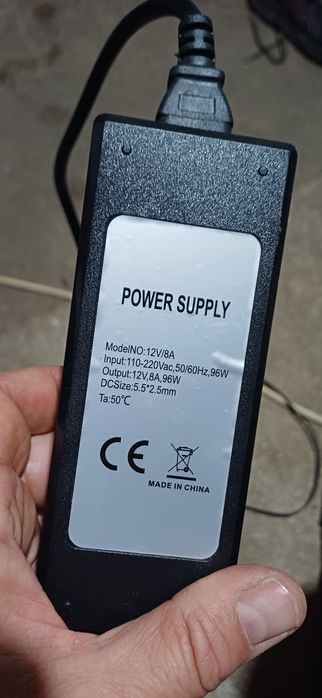 POWER SUPPLY
ModelNO:12V/8A
Input:110-220Vac,50/60Hz,96W
Output:12V,8A,96W
DCSize:5.5*2.5mm
Ta:50℃
CE
MADE IN CHINA